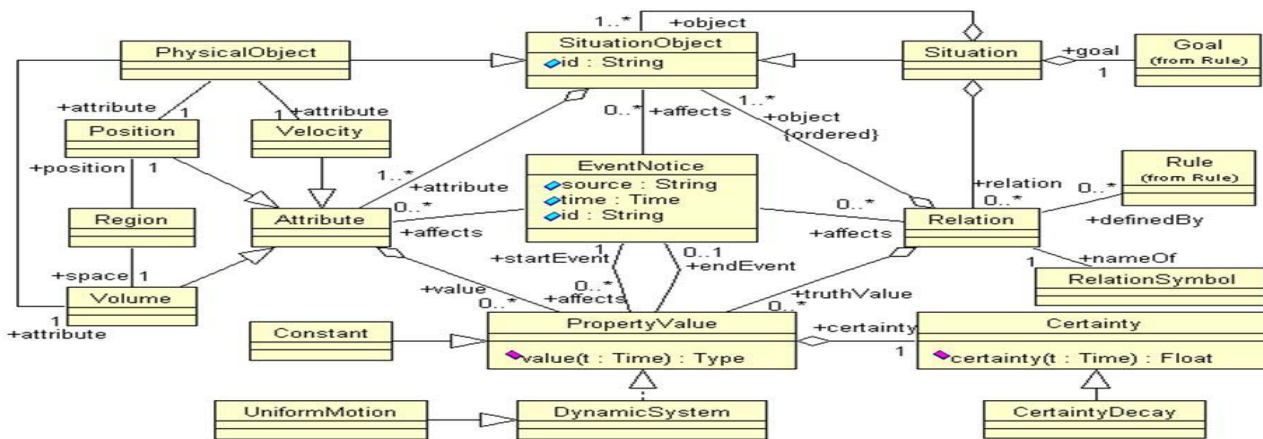 1..* +object
PhysicalObject SituationObject Situation +goal Goal
id : String 1 (from Rule)
+attribute +attribute 0..* +affects 1..* +object
1 1 {ordered}
Position Velocity
+position 1 EventNotice Rule
source : String (from Rule)
1..* +attribute time : Time +relation 0..*
Region Attribute 0..* id : String 0..* 0..* Relation +definedBy
+affects 1 0..1 +affects
+startEvent +endEvent 1 +nameOf
+space 1 RelationSymbol
Volume +value 0..* +truthValue
1 0..* +affects 0..*
+attribute Constant PropertyValue +certainty Certainty
value(t : Time) : Type 1 certainty(t : Time) : Float
UniformMotion DynamicSystem CertaintyDecay